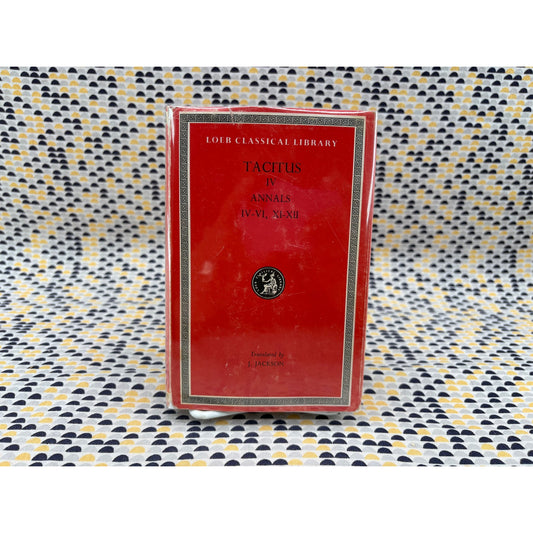 LOEB CLASSICAL LIBRARY
TACITUS
IV
ANNALS
IV-VI, XI-XII
Translated by
J. JACKSON